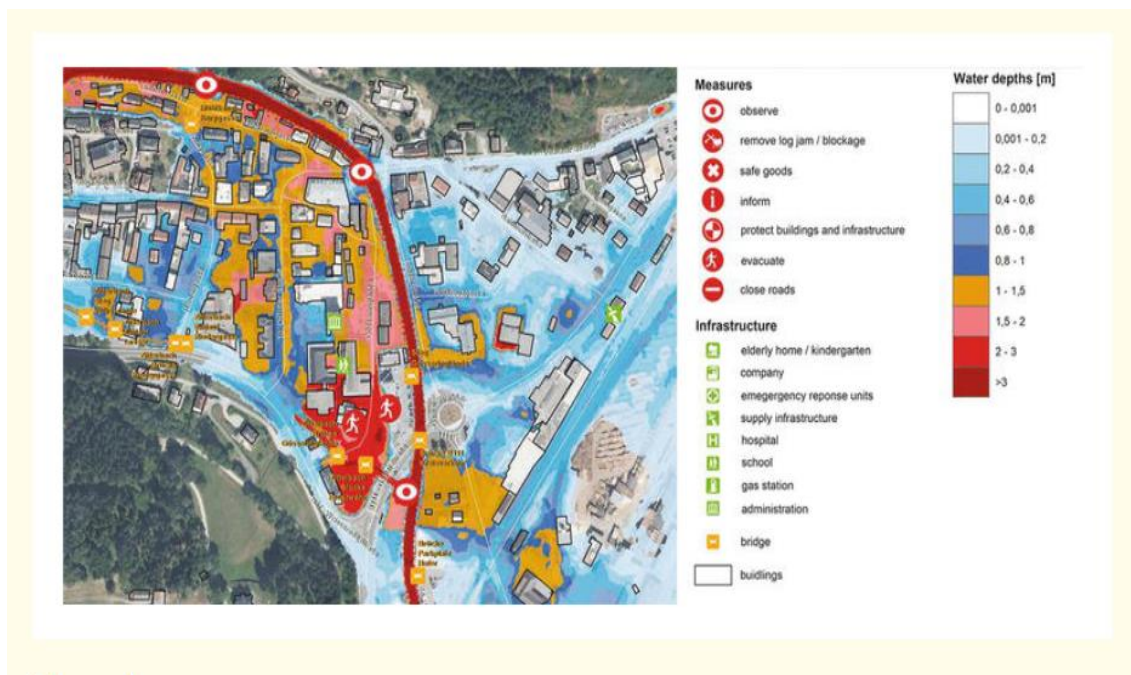 Measures
observe
remove log jam / blockage
safe goods
inform
protect buildings and infrastructure
evacuate
close roads
Infrastructure
elderly home / kindergarten
company
emegergency reponse units
supply infrastructure
hospital
school
gas station
administration
bridge
buidlings
Water depths [m]
0 - 0,001
0,001 - 0,2
0,2 - 0,4
0,4 - 0,6
0,6 - 0,8
0,8 - 1
1 - 1,5
1,5 - 2
2 - 3
>3
Brücke
Parkplatz